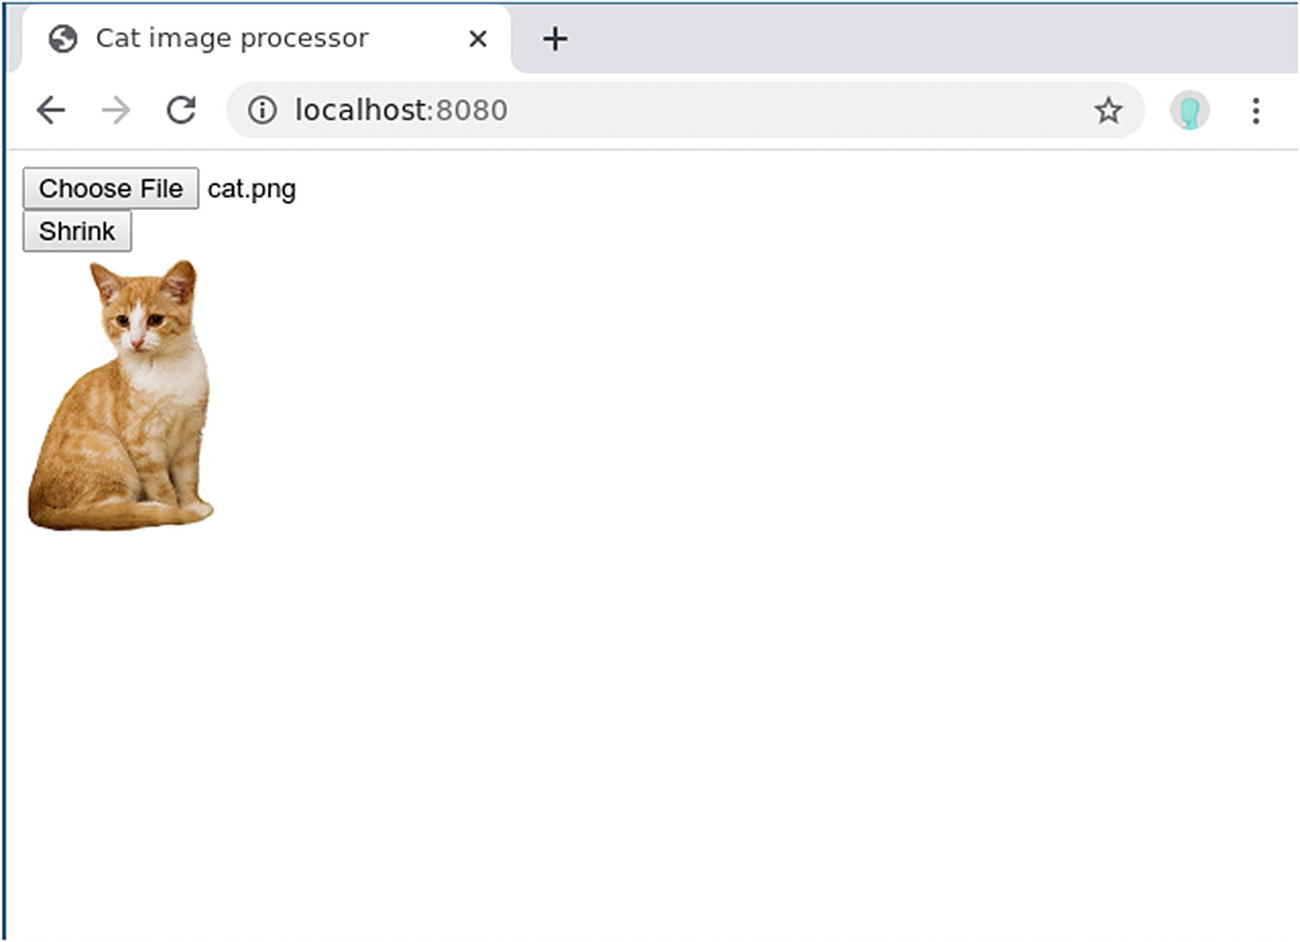 Cat image processor
localhost:8080
Choose File cat.png
Shrink